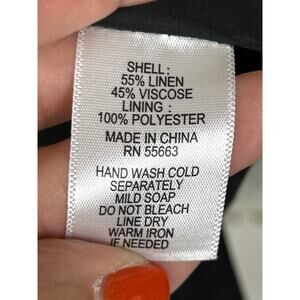 SHELL :
55% LINEN
45% VISCOSE
LINING :
100% POLYESTER
MADE IN CHINA
RN 55663
HAND WASH COLD
SEPARATELY
MILD SOAP
DO NOT BLEACH
LINE DRY
WARM IRON
IF NEEDED